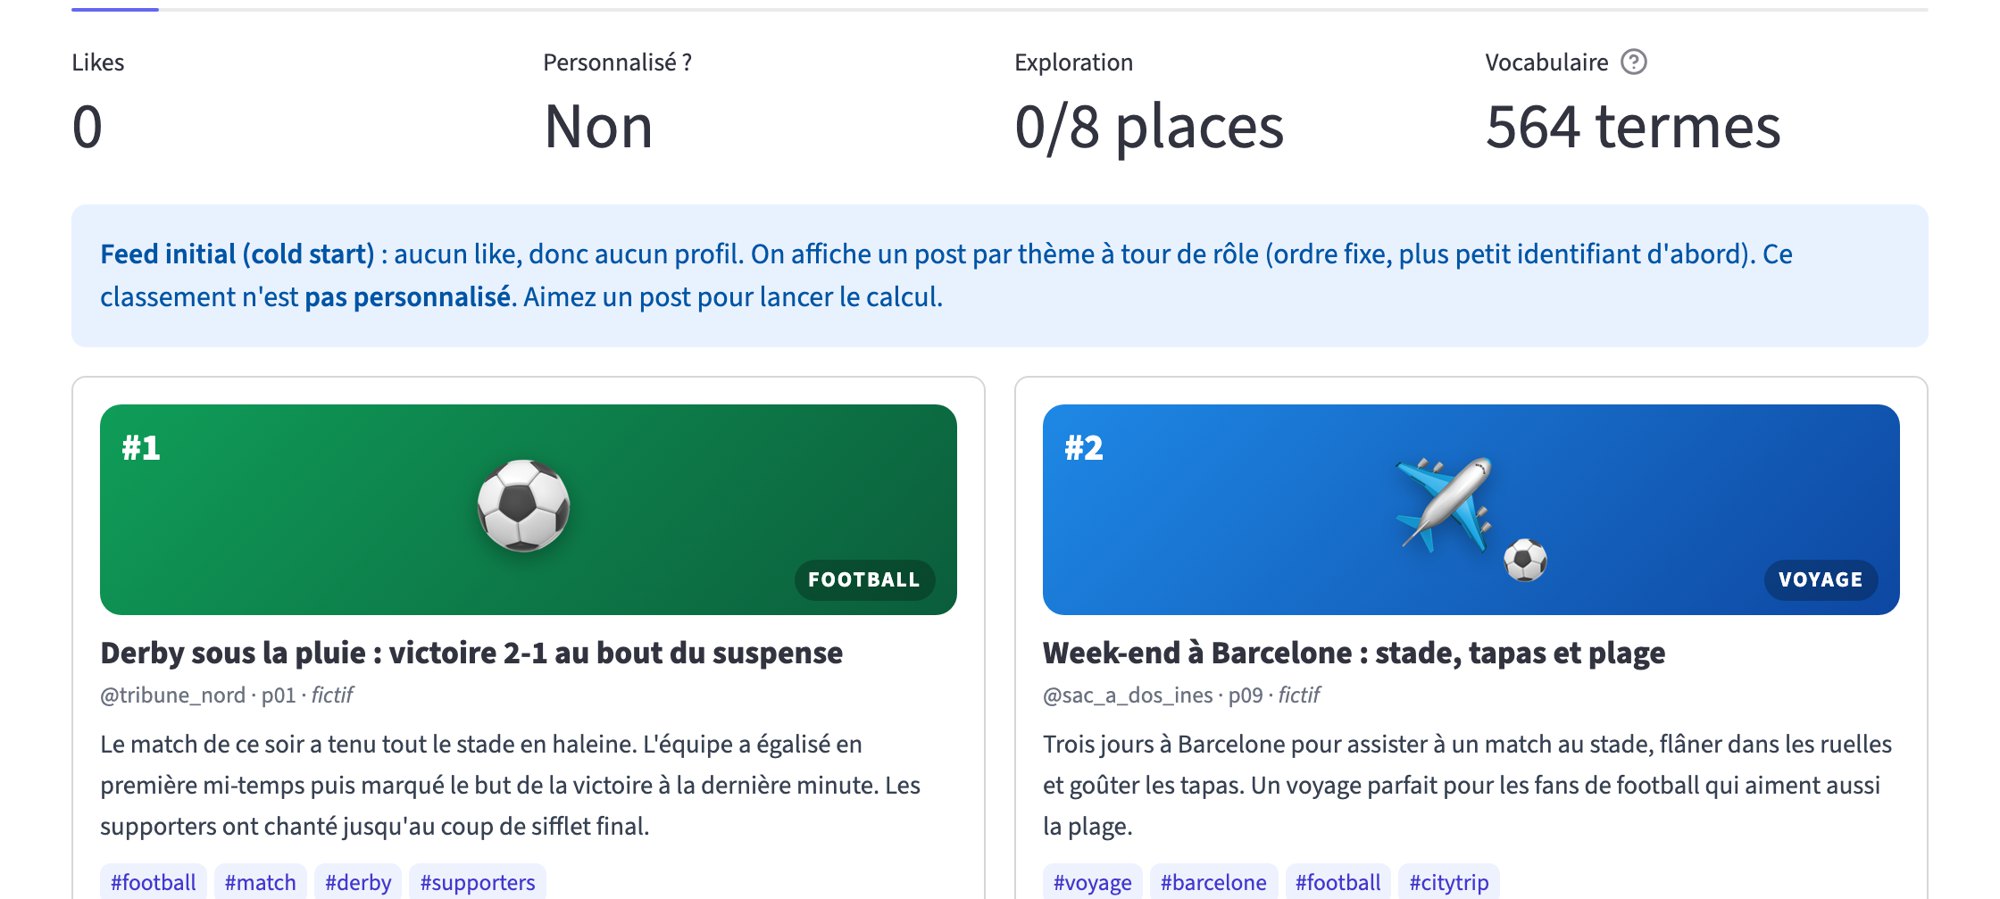 Likes
0
Personnalisé ?
Non
Exploration
0/8 places
Vocabulaire ?
564 termes
Feed initial (cold start) : aucun like, donc aucun profil. On affiche un post par thème à tour de rôle (ordre fixe, plus petit identifiant d'abord). Ce
classement n'est pas personnalisé. Aimez un post pour lancer le calcul.
#1
FOOTBALL
Derby sous la pluie : victoire 2-1 au bout du suspense
@tribune_nord · p01 · fictif
Le match de ce soir a tenu tout le stade en haleine. L'équipe a égalisé en
première mi-temps puis marqué le but de la victoire à la dernière minute. Les
supporters ont chanté jusqu'au coup de sifflet final.
#football #match #derby #supporters
#2
VOYAGE
Week-end à Barcelone : stade, tapas et plage
@sac_a_dos_ines · p09 · fictif
Trois jours à Barcelone pour assister à un match au stade, flâner dans les ruelles
et goûter les tapas. Un voyage parfait pour les fans de football qui aiment aussi
la plage.
#voyage #barcelone #football #citytrip